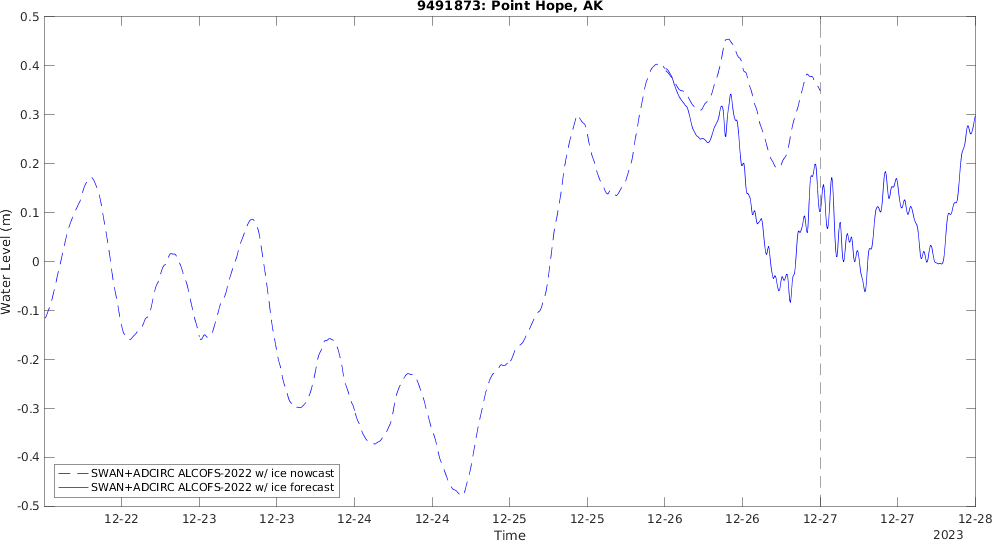 9491873: Point Hope, AK
0.5
0.4
0.3
0.2
0.1
0
-0.1
-0.2
-0.3
-0.4
-0.5
Water Level (m)
SWAN+ADCIRC ALCOFS-2022 w/ ice nowcast
SWAN+ADCIRC ALCOFS-2022 w/ ice forecast
12-22 12-23 12-23 12-24 12-24 12-25 12-25 12-26 12-26 12-27 12-27 12-28
Time
2023